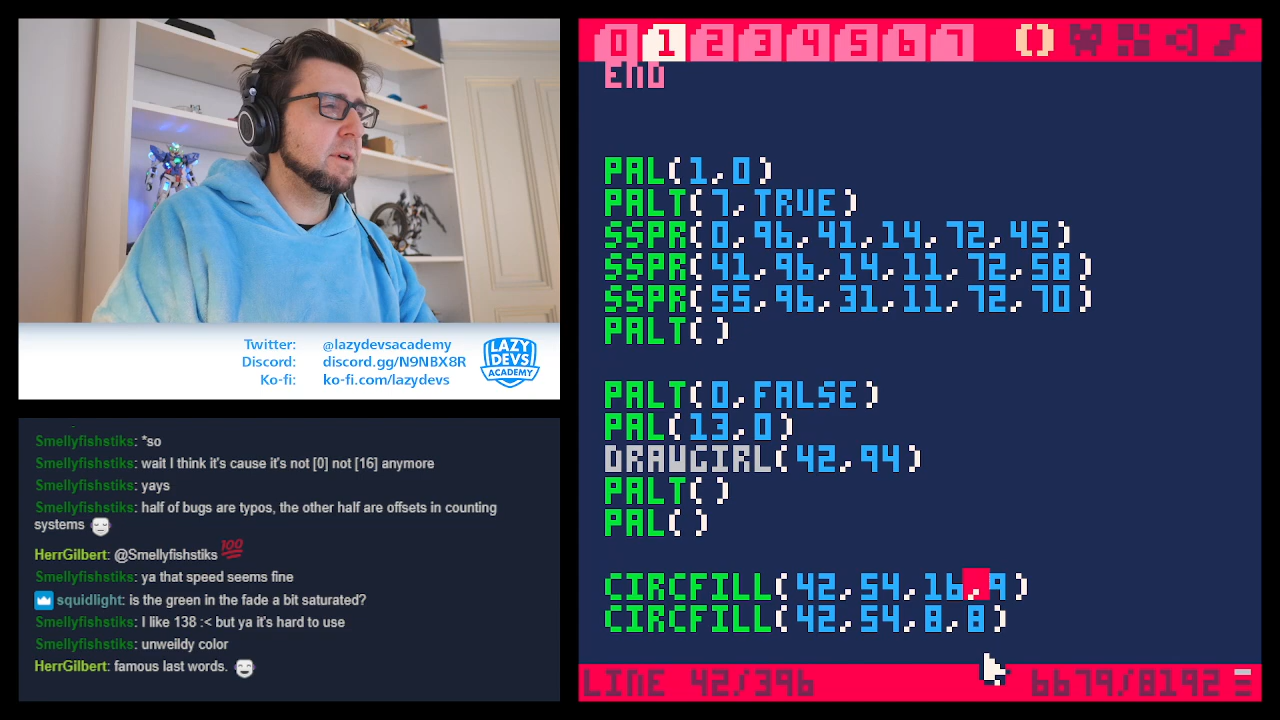 Twitter: @lazydevsacademy
Discord: discord.gg/N9NBX8R
Ko-fi: ko-fi.com/lazydevs
LAZY
DEVS
ACADEMY
Smellyfishstiks: *so
Smellyfishstiks: wait I think it's cause it's not [0] not [16] anymore
Smellyfishstiks: yays
Smellyfishstiks: half of bugs are typos, the other half are offsets in counting
systems
HerrGilbert: @Smellyfishstiks 100
Smellyfishstiks: ya that speed seems fine
squidlight: is the green in the fade a bit saturated?
Smellyfishstiks: I like 138 :< but ya it's hard to use
Smellyfishstiks: unweildy color
HerrGilbert: famous last words.
0 1 2 3 4 5 6 7 ()
END
PAL(1,0)
PALT(7,TRUE)
SSPR(0,96,41,14,72,45)
SSPR(41,96,14,11,72,58)
SSPR(55,96,31,11,72,70)
PALT()
PALT(0,FALSE)
PAL(13,0)
DRAWGIRL(42,94)
PALT()
PAL()
CIRCFILL(42,54,16,9)
CIRCFILL(42,54,8,8)
LINE 42/396 6679/8192